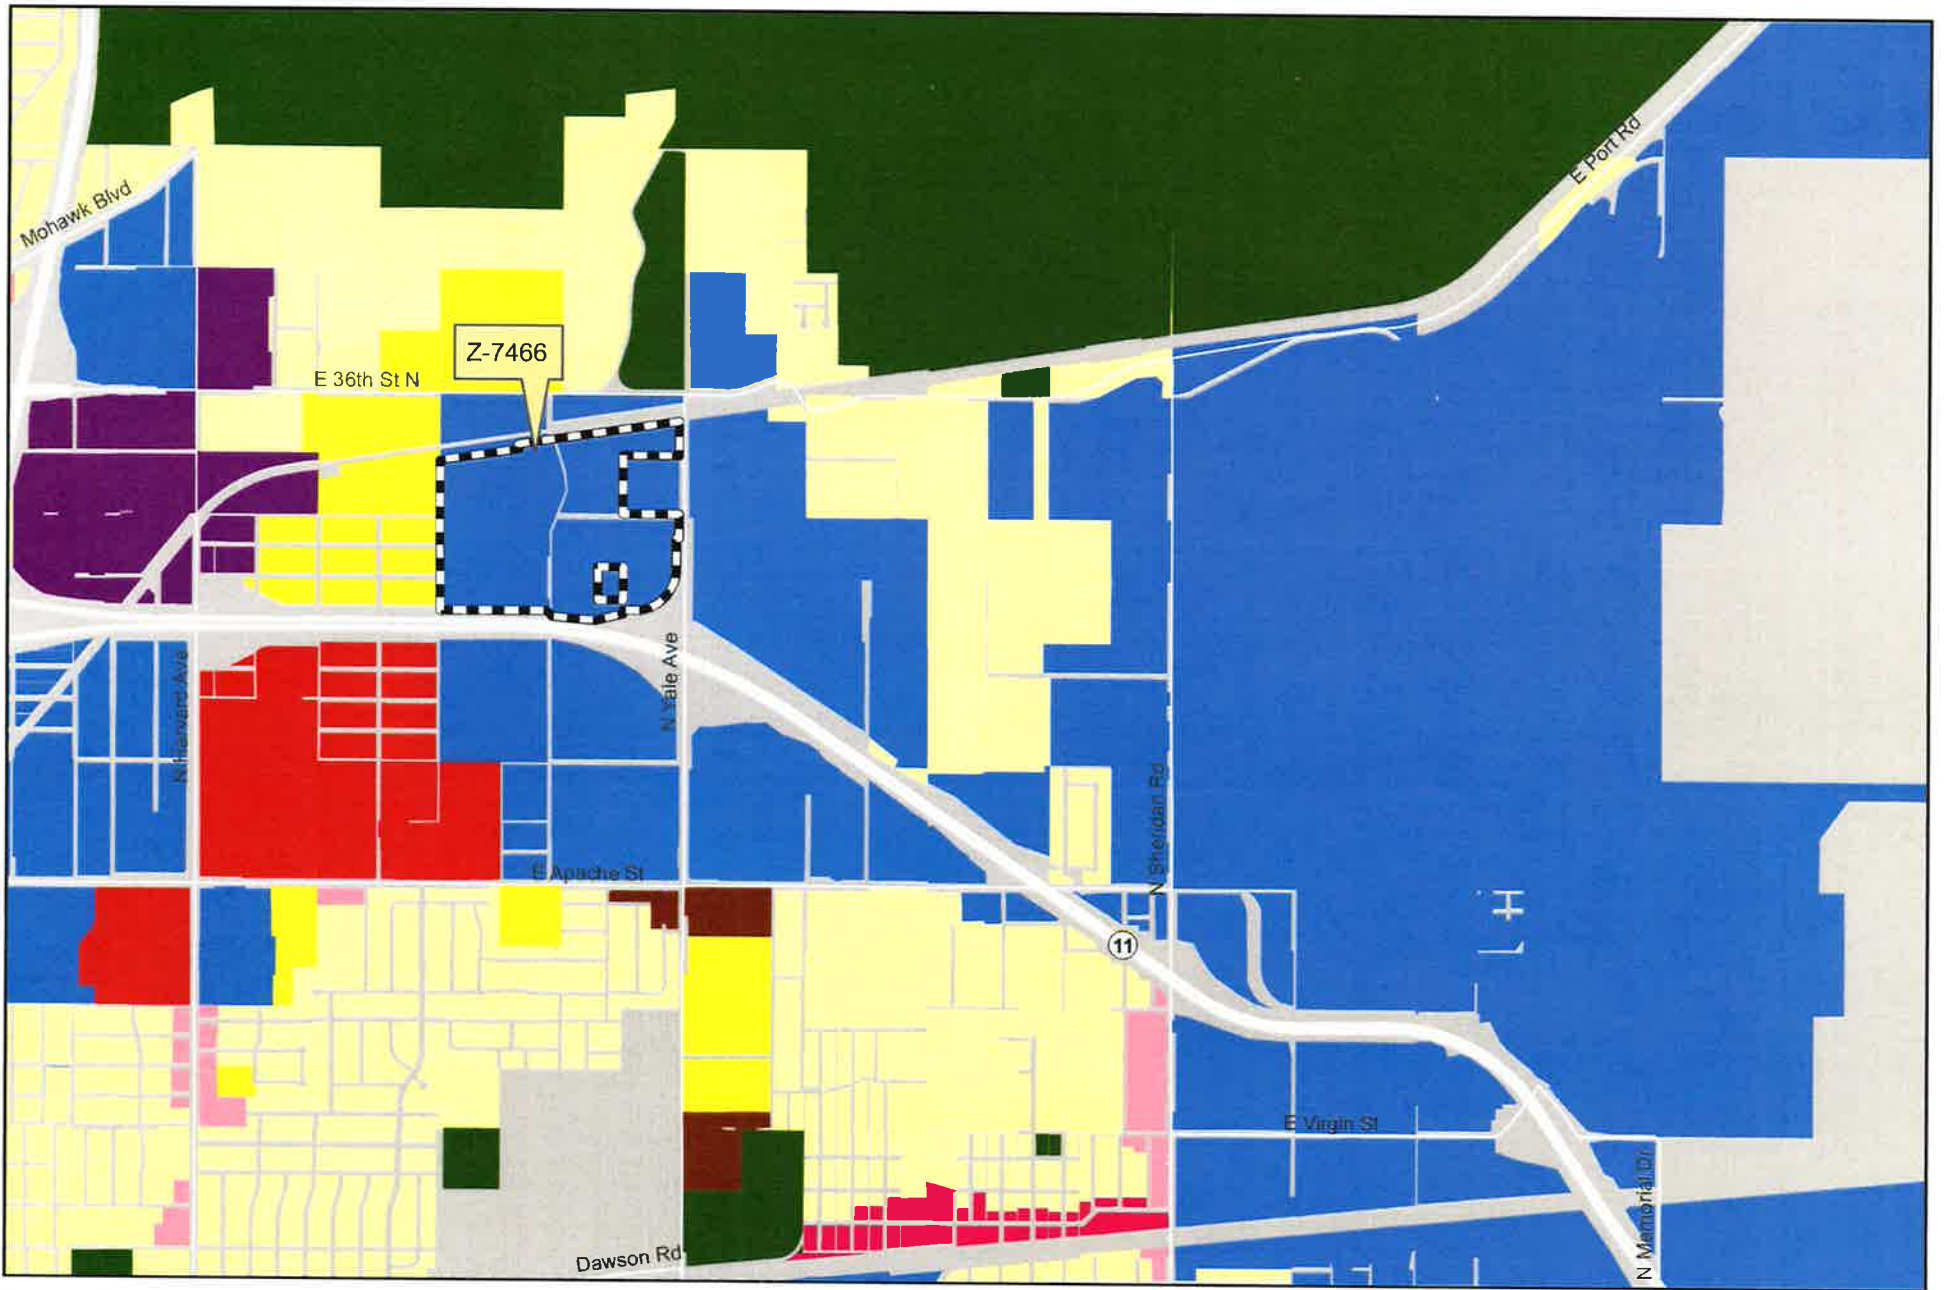 E Port Rd
Mohawk Blvd
Z-7466
E 36th St N
N Harvard Ave
N Yale Ave
N Sheridan Rd
E Apache St
11
E Virgin St
N Memorial Dr
Dawson Rd